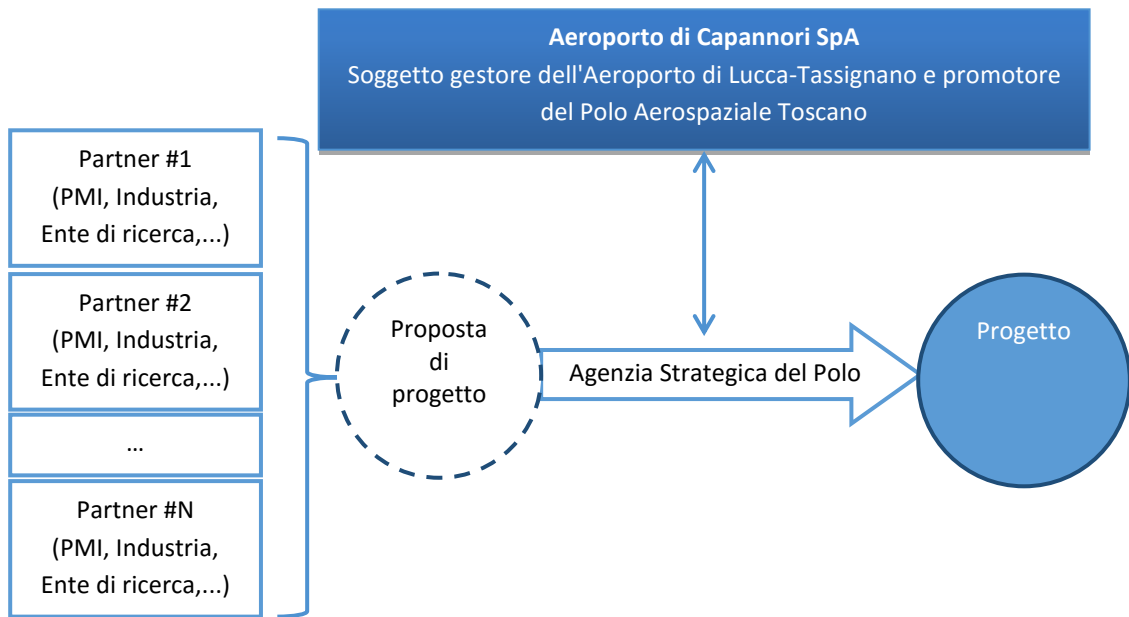 Aeroporto di Capannori SpA
Soggetto gestore dell'Aeroporto di Lucca-Tassignano e promotore
del Polo Aerospaziale Toscano
Partner #1
(PMI, Industria,
Ente di ricerca,...)
Partner #2
(PMI, Industria,
Ente di ricerca,...)
...
Partner #N
(PMI, Industria,
Ente di ricerca,...)
Proposta
di
progetto
Agenzia Strategica del Polo
Progetto